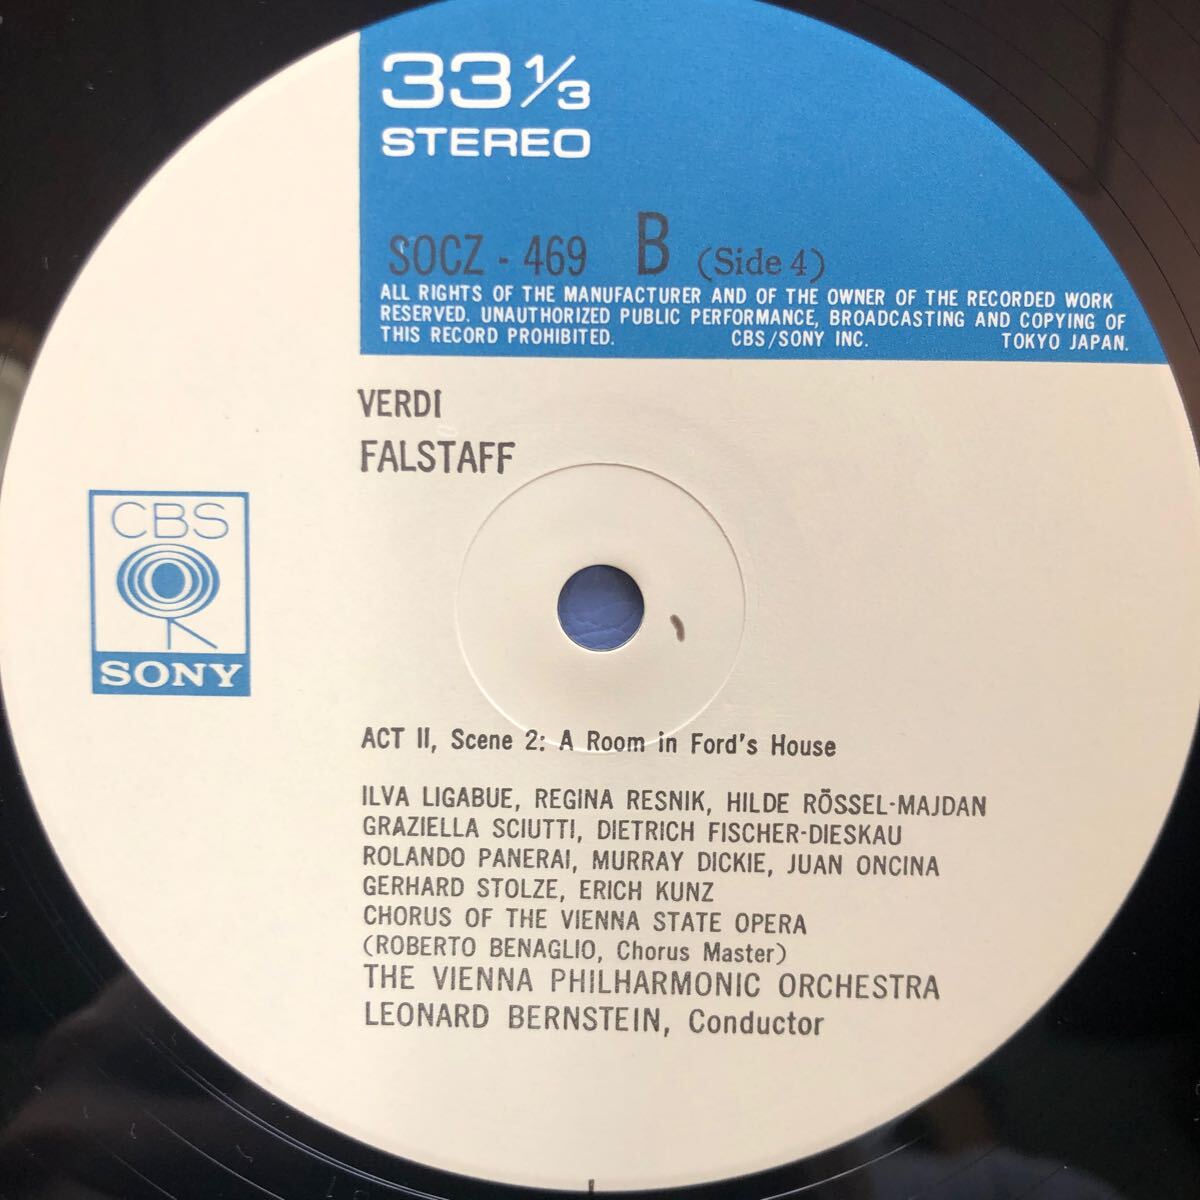 33 1/3
STEREO
SOCZ - 469 B (Side 4)
ALL RIGHTS OF THE MANUFACTURER AND OF THE OWNER OF THE RECORDED WORK
RESERVED. UNAUTHORIZED PUBLIC PERFORMANCE, BROADCASTING AND COPYING OF
THIS RECORD PROHIBITED. CBS/SONY INC. TOKYO JAPAN.
VERDI
FALSTAFF
CBS
SONY
ACT II, Scene 2: A Room in Ford's House
ILVA LIGABUE, REGINA RESNIK, HILDE RÖSSEL-MAJDAN
GRAZIELLA SCIUTTI, DIETRICH FISCHER-DIESKAU
ROLANDO PANERAI, MURRAY DICKIE, JUAN ONCINA
GERHARD STOLZE, ERICH KUNZ
CHORUS OF THE VIENNA STATE OPERA
(ROBERTO BENAGLIO, Chorus Master)
THE VIENNA PHILHARMONIC ORCHESTRA
LEONARD BERNSTEIN, Conductor